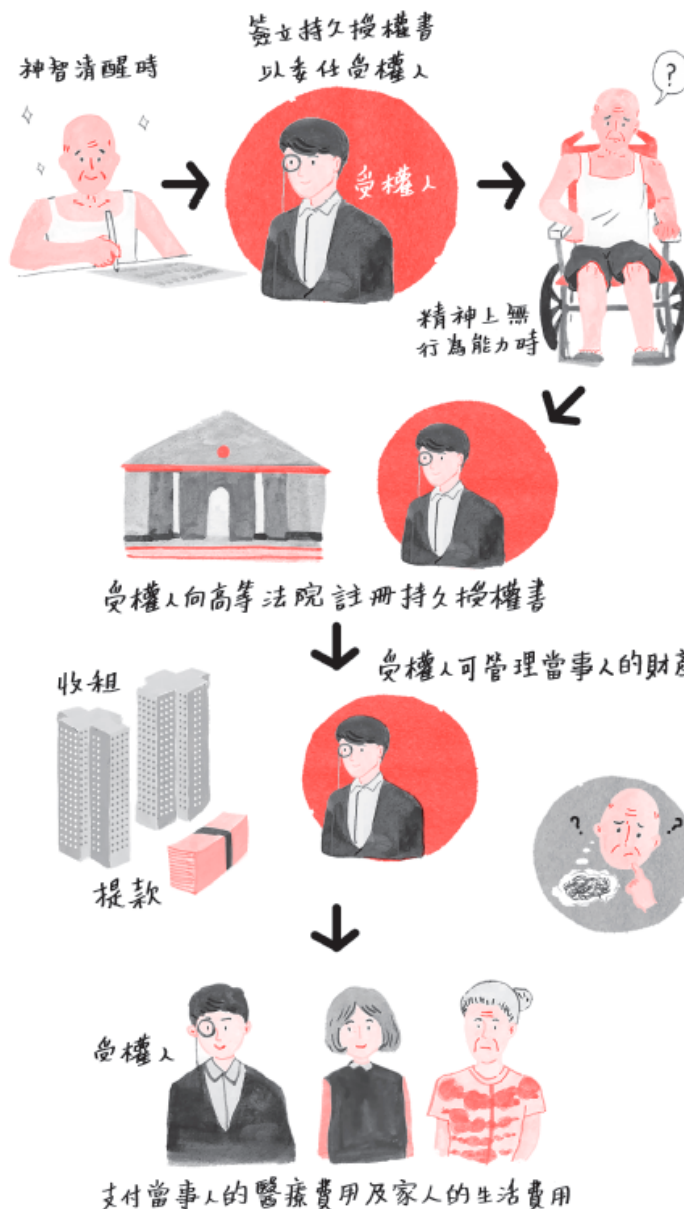 簽立持久授權書
以委任受權人
神智清醒時
?
受權人
精神上無
行為能力時
受權人向高等法院註冊持久授權書
受權人可管理當事人的財產
收租
? ?
提款
受權人
支付當事人的醫療費用及家人的生活費用